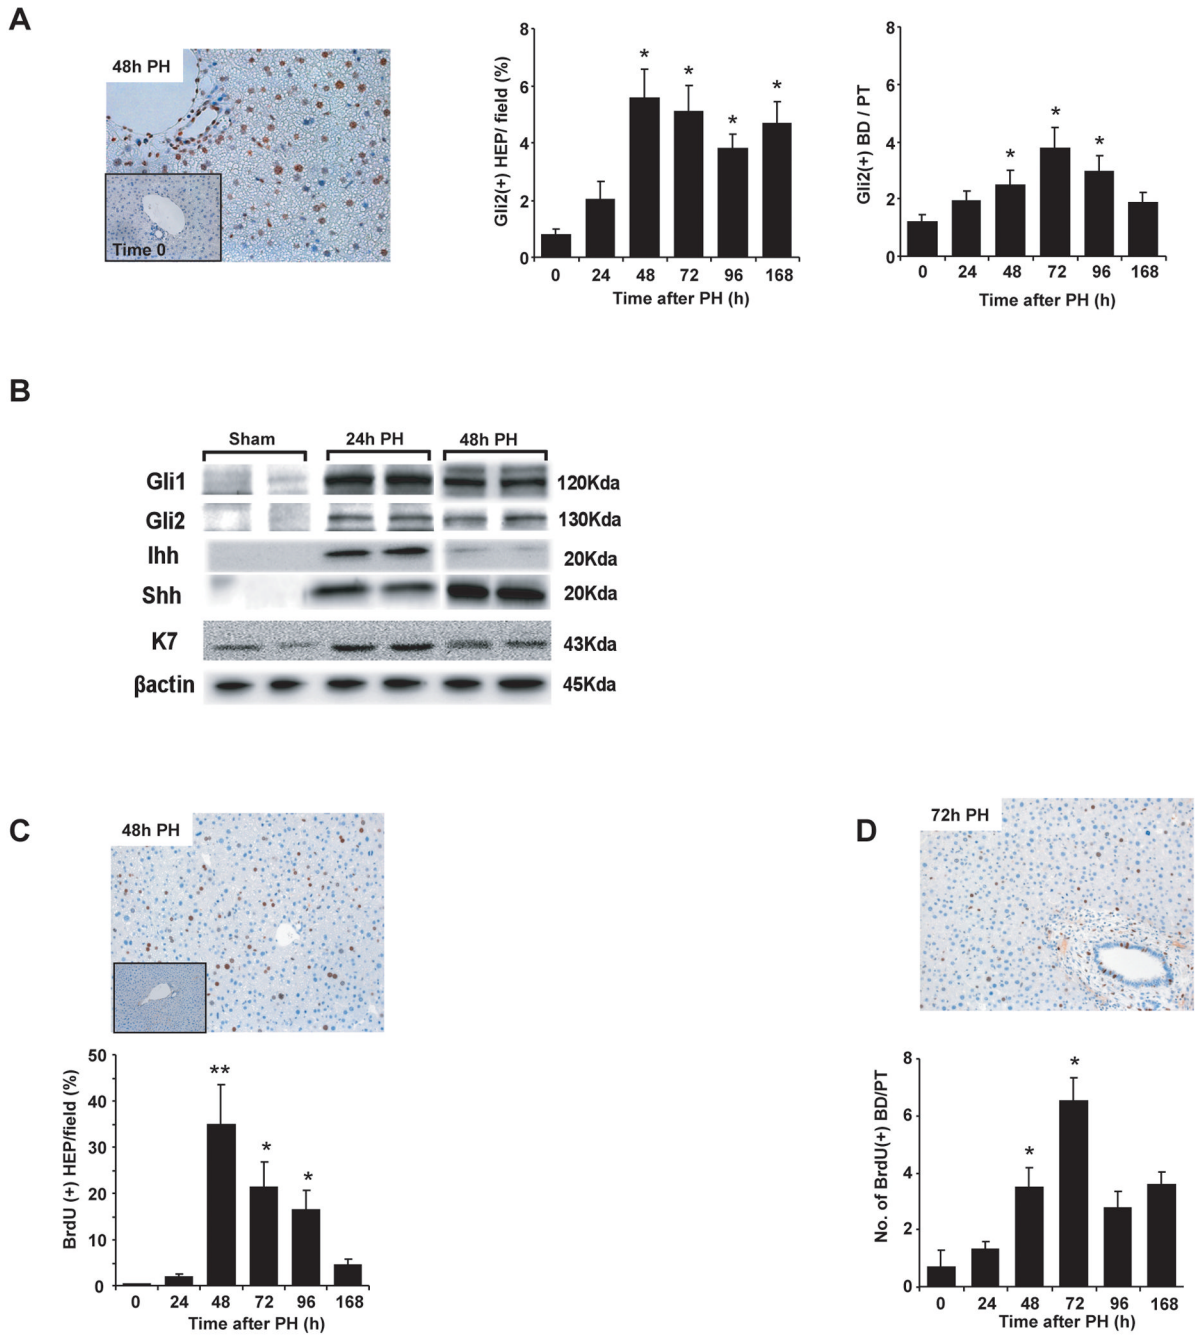 A
48h PH
Time 0
8
6
4
2
0
Gli2(+) HEP/ field (%)
*
*
*
*
0 24 48 72 96 168
Time after PH (h)
8
6
4
2
0
Gli2(+) BD / PT
*
*
*
0 24 48 72 96 168
Time after PH (h)
B
Sham 24h PH 48h PH
Gli1 120Kda
Gli2 130Kda
Ihh 20Kda
Shh 20Kda
K7 43Kda
βactin 45Kda
C
48h PH
50
40
30
20
10
0
BrdU (+) HEP/field (%)
**
*
*
0 24 48 72 96 168
Time after PH (h)
D
72h PH
8
6
4
2
0
No. of BrdU(+) BD/PT
*
*
0 24 48 72 96 168
Time after PH (h)